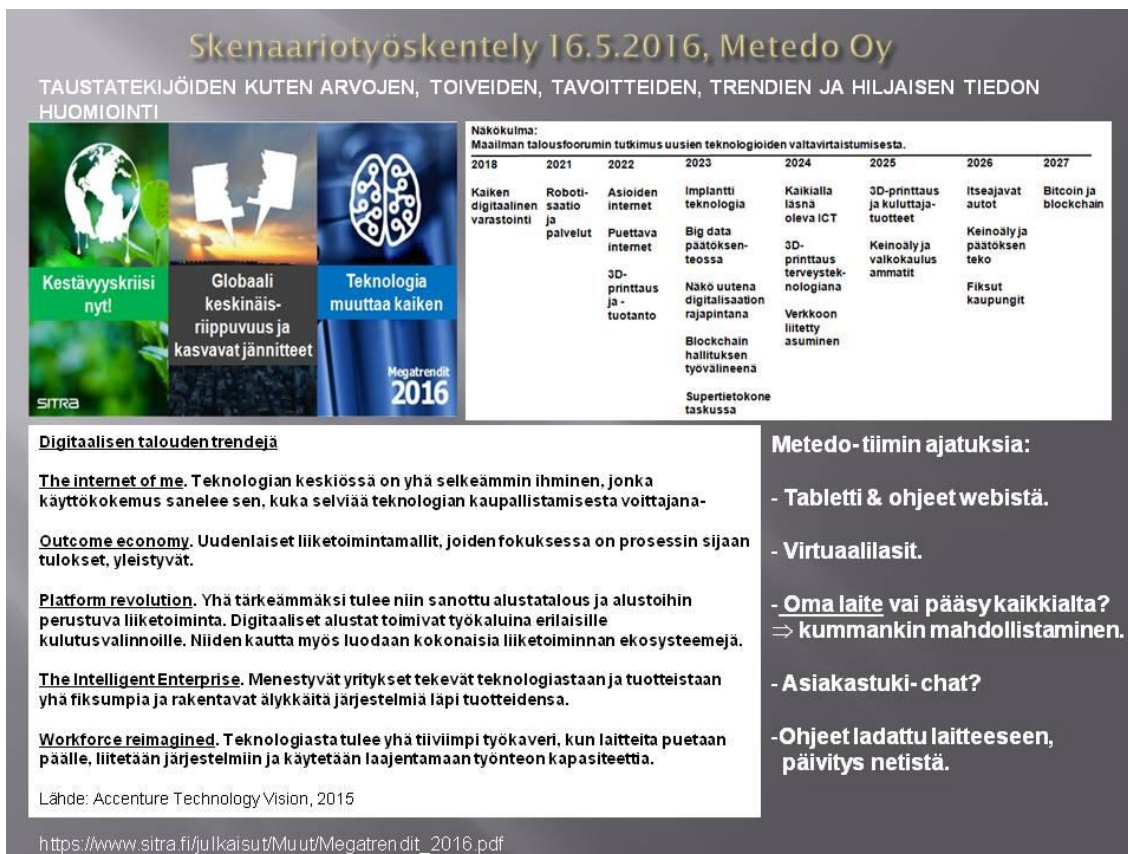 Skenaariotyöskentely 16.5.2016, Metedo Oy
TAUSTATEKIJÖIDEN KUTEN ARVOJEN, TOIVEIDEN, TAVOITTEIDEN, TRENDIEN JA HILJAISEN TIEDON
HUOMIOINTI
Kestävyyskriisi
nyt!
SITRA
Globaali
keskinäis-
riippuvuus ja
kasvavat jännitteet
Teknologia
muuttaa kaiken
Megatrendit
2016
Näkökulma:
Maailman talousfoorumin tutkimus uusien teknologioiden valtavirtaistumisesta.
2018 2021 2022 2023 2024 2025 2026 2027
Kaiken
digitaalinen
varastointi
Roboti-
saatio
ja
palvelut
Asioiden
internet
Puettava
internet
3D-
printtaus
ja -
tuotanto
Implantti
teknologia
Big data
päätöksen-
teossa
Näkö uutena
digitalisaation
rajapintana
Blockchain
hallituksen
työvälineenä
Supertietokone
taskussa
Kaikialla
läsnä
oleva ICT
3D-
printtaus
terveystek-
nologiana
Verkkoon
liitetty
asuminen
3D-printtaus
ja kuluttaja-
tuotteet
Keinoäly ja
valkokaulus
ammatit
Itseajavat
autot
Keinoäly ja
päätöksen
teko
Fiksut
kaupungit
Bitcoin ja
blockchain
Digitaalisen talouden trendejä
The internet of me. Teknologian keskiössä on yhä selkeämmin ihminen, jonka
käyttökokemus sanelee sen, kuka selviää teknologian kaupallistamisesta voittajana-
Outcome economy. Uudenlaiset liiketoimintamallit, joiden fokuksessa on prosessin sijaan
tulokset, yleistyvät.
Platform revolution. Yhä tärkeämmäksi tulee niin sanottu alustatalous ja alustoihin
perustuva liiketoiminta. Digitaaliset alustat toimivat työkaluina erilaisille
kulutusvalinnoille. Niiden kautta myös luodaan kokonaisia liiketoiminnan ekosysteemejä.
The Intelligent Enterprise. Menestyvät yritykset tekevät teknologiastaan ja tuotteistaan
yhä fiksumpia ja rakentavat älykkäitä järjestelmiä läpi tuotteidensa.
Workforce reimagined. Teknologiasta tulee yhä tiiviimpi työkaveri, kun laitteita puetaan
päälle, liitetään järjestelmiin ja käytetään laajentamaan työnteon kapasiteettia.
Lähde: Accenture Technology Vision, 2015
Metedo-tiimin ajatuksia:
- Tabletti & ohjeet webistä.
- Virtuaalilasit.
- Oma laite vai pääsy kaikkialta?
⇒ kummankin mahdollistaminen.
- Asiakastuki-chat?
-Ohjeet ladattu laitteeseen,
päivitys netistä.
https://www.sitra.fi/julkaisut/Muut/Megatrendit_2016.pdf